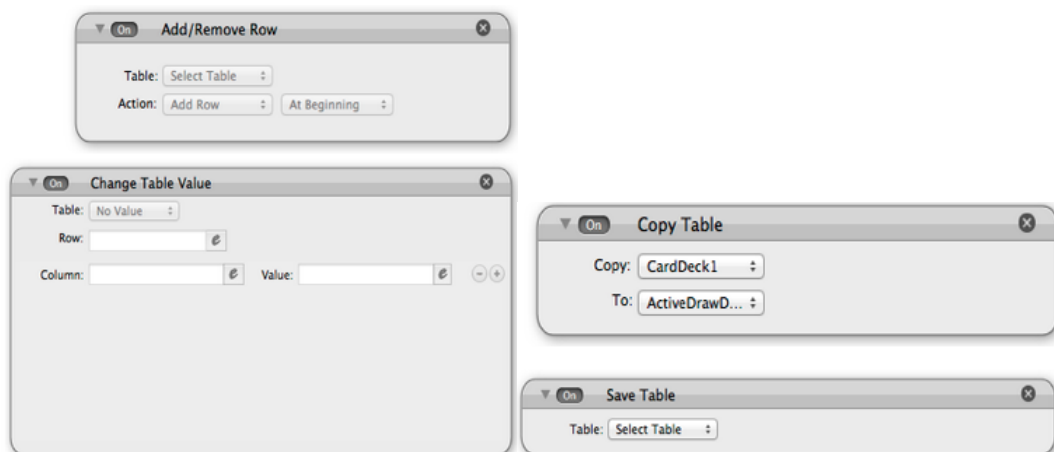 On Add/Remove Row
Table: Select Table
Action: Add Row At Beginning
On Change Table Value
Table: No Value
Row: e
Column: e Value: e
On Copy Table
Copy: CardDeck1
To: ActiveDrawD...
On Save Table
Table: Select Table